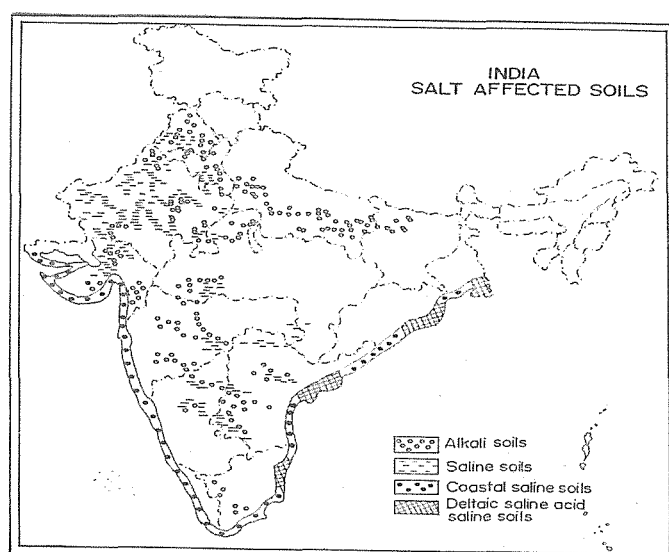 INDIA
SALT AFFECTED SOILS
Alkali soils
Saline soils
Coastal saline soils
Deltaic saline acid
saline soils